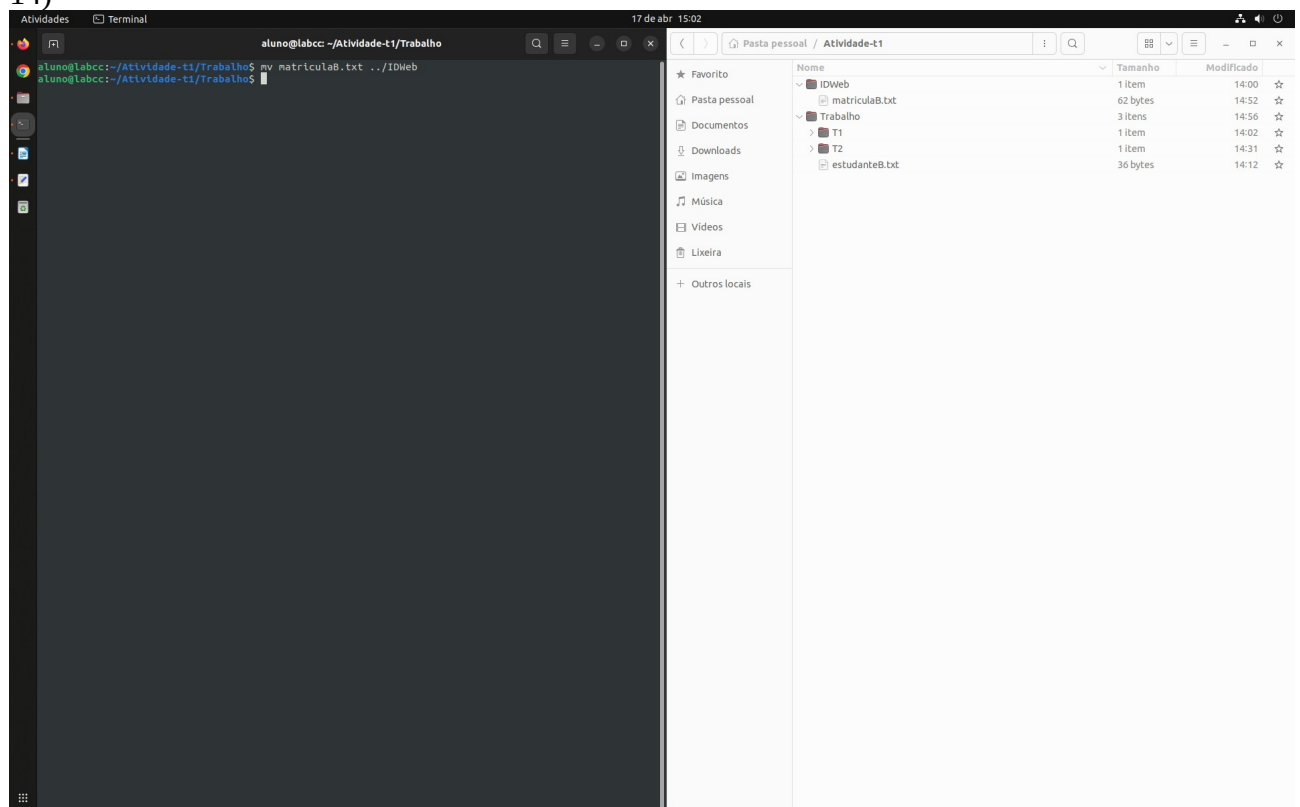 14)
Atividades Terminal 17 de abr 15:02
aluno@labcc: ~/Atividade-t1/Trabalho
aluno@labcc:~/Atividade-t1/Trabalho$ mv matriculaB.txt ../IDWeb
aluno@labcc:~/Atividade-t1/Trabalho$
Pasta pessoal / Atividade-t1
Favorito
Pasta pessoal
Documentos
Downloads
Imagens
Música
Vídeos
Lixeira
+ Outros locais
Nome Tamanho Modificado
IDWeb 1 item 14:00
matriculaB.txt 62 bytes 14:52
Trabalho 3 itens 14:56
T1 1 item 14:02
T2 1 item 14:31
estudanteB.txt 36 bytes 14:12